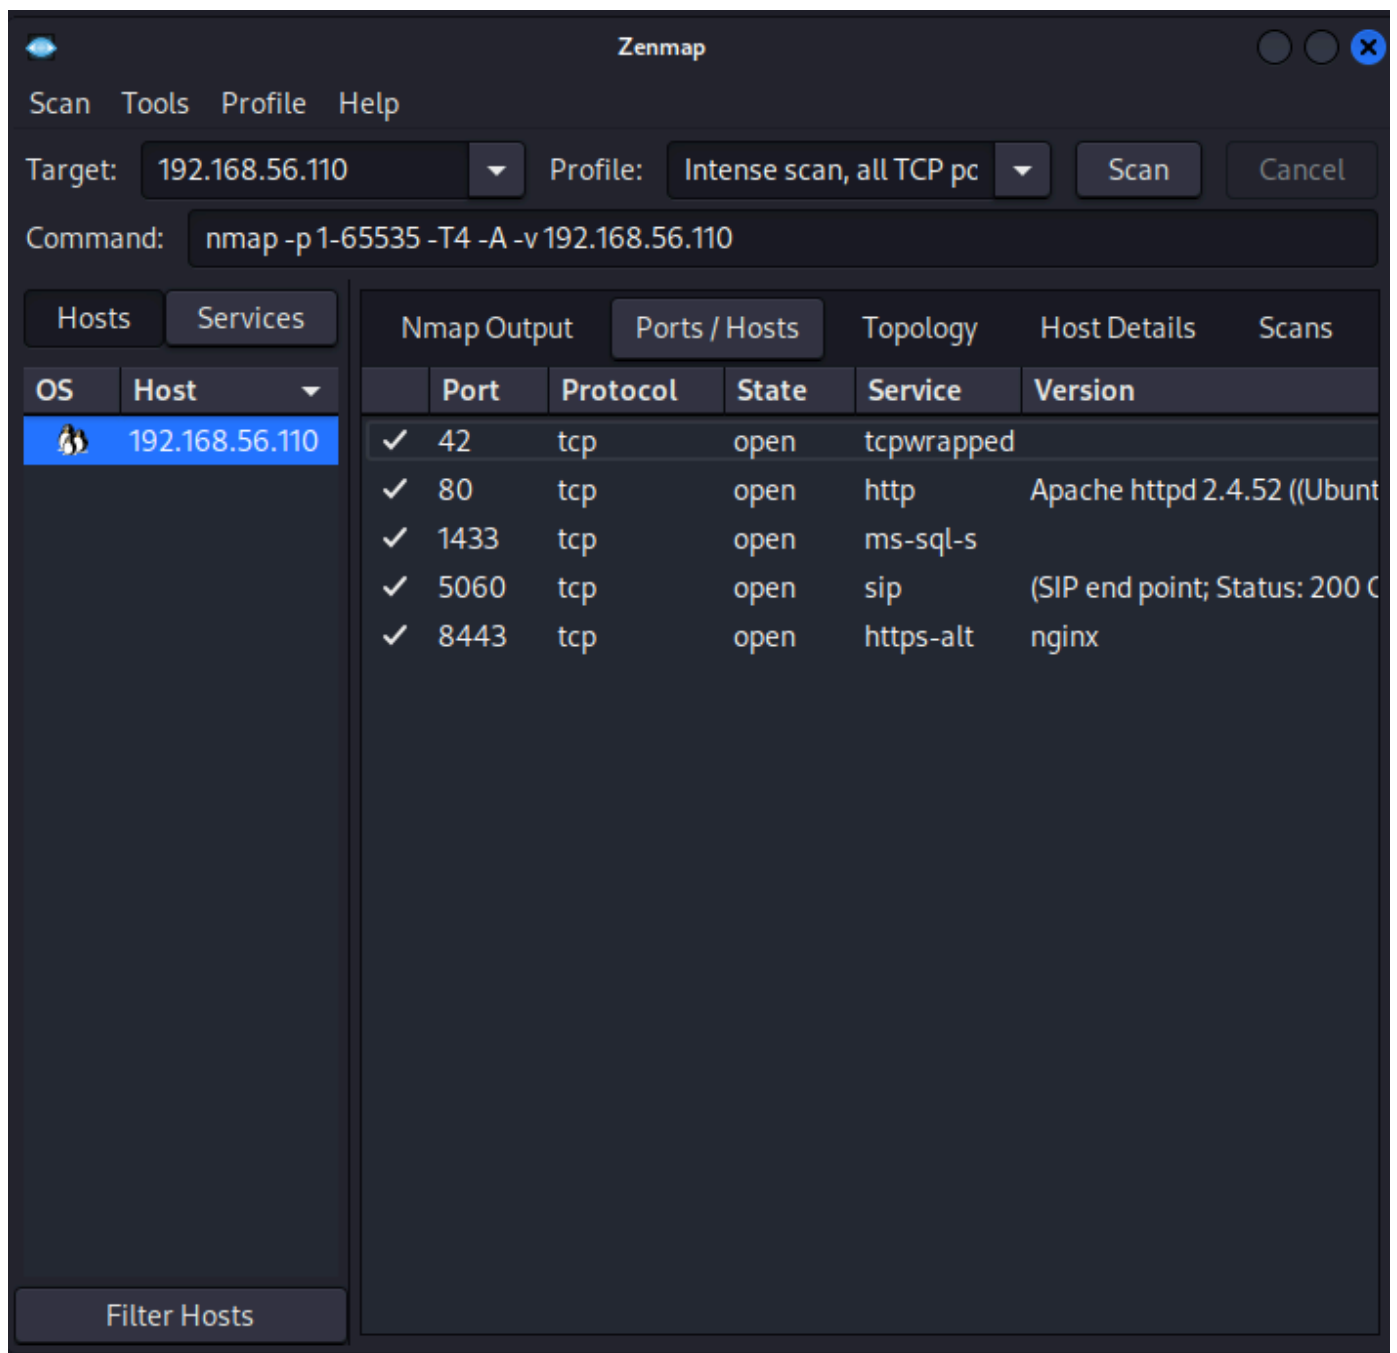 Zenmap
Scan Tools Profile Help
Target: 192.168.56.110 Profile: Intense scan, all TCP po Scan Cancel
Command: nmap -p 1-65535 -T4 -A -v 192.168.56.110
Hosts Services Nmap Output Ports / Hosts Topology Host Details Scans
OS Host Port Protocol State Service Version
192.168.56.110 42 tcp open tcpwrapped
80 tcp open http Apache httpd 2.4.52 ((Ubunt
1433 tcp open ms-sql-s
5060 tcp open sip (SIP end point; Status: 200 O
8443 tcp open https-alt nginx
Filter Hosts